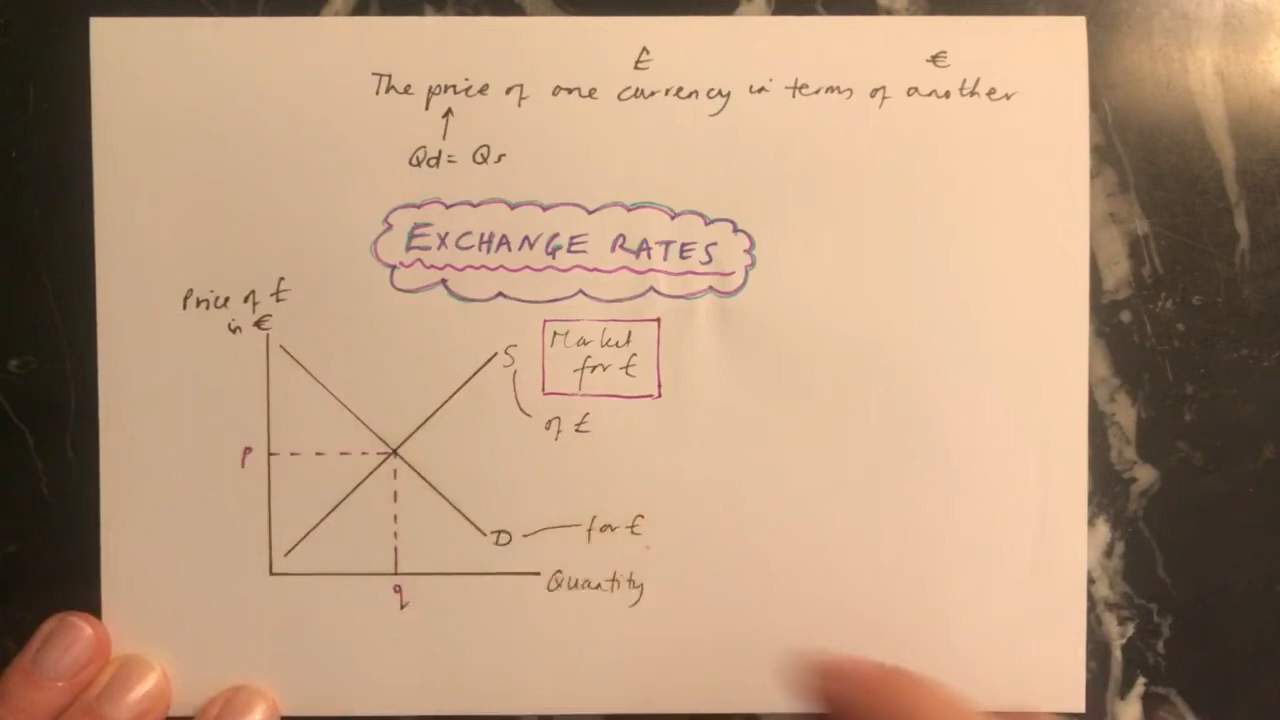 £ €
The price of one currency in terms of another
↑
Qd = Qs
EXCHANGE RATES
Price of £
in €
S
Market
for £
of £
p
D
for £
Quantity
q